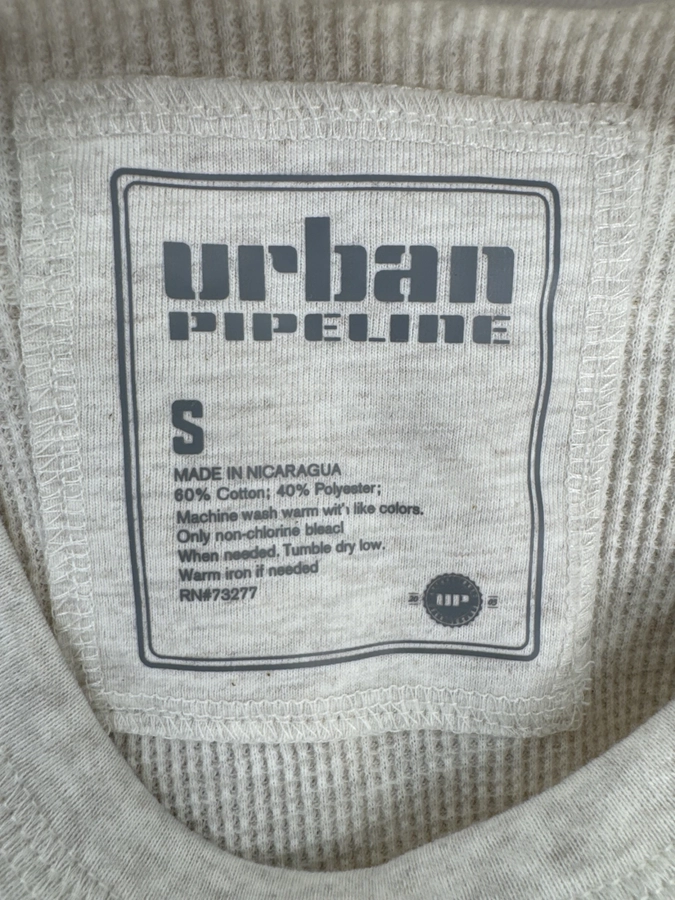 urban
PIPELINE
S
MADE IN NICARAGUA
60% Cotton; 40% Polyester;
Machine wash warm with like colors.
Only non-chlorine bleacl
When needed. Tumble dry low.
Warm iron if needed
RN#73277
UP